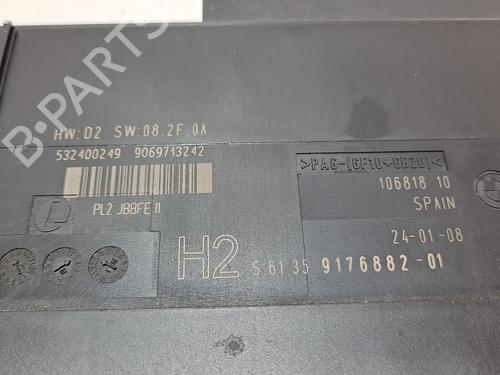 HW:D2 SW:08.2F.0A
532400249 9069713242
PL2 JBBFE II
>PA6-(GF10+GB20)<
106818 10
SPAIN
24-01-08
H2 S:61.35 9176882-01